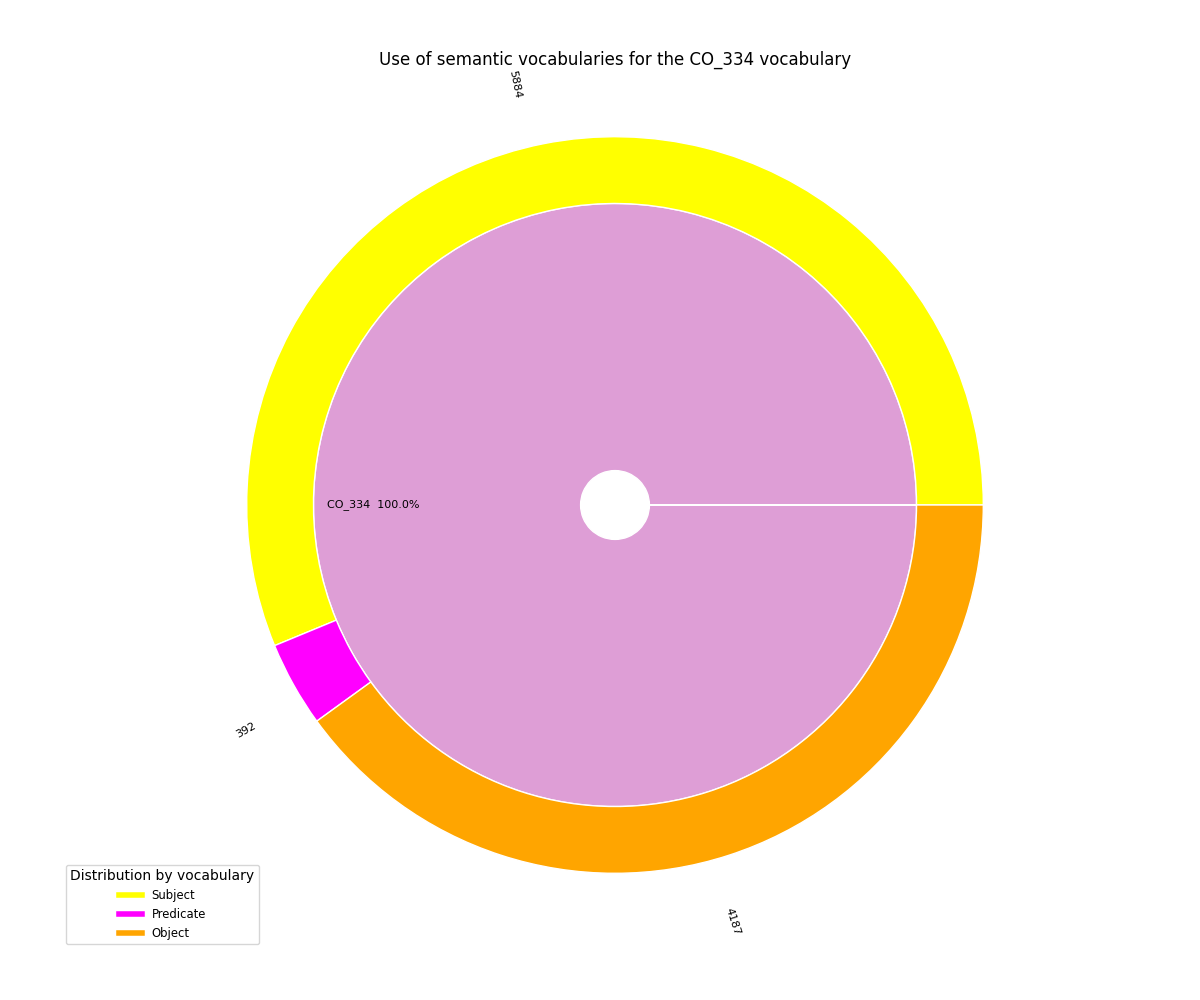 Use of semantic vocabularies for the CO_334 vocabulary
5884
CO_334  100.0%
392
4187
Distribution by vocabulary
Subject
Predicate
Object